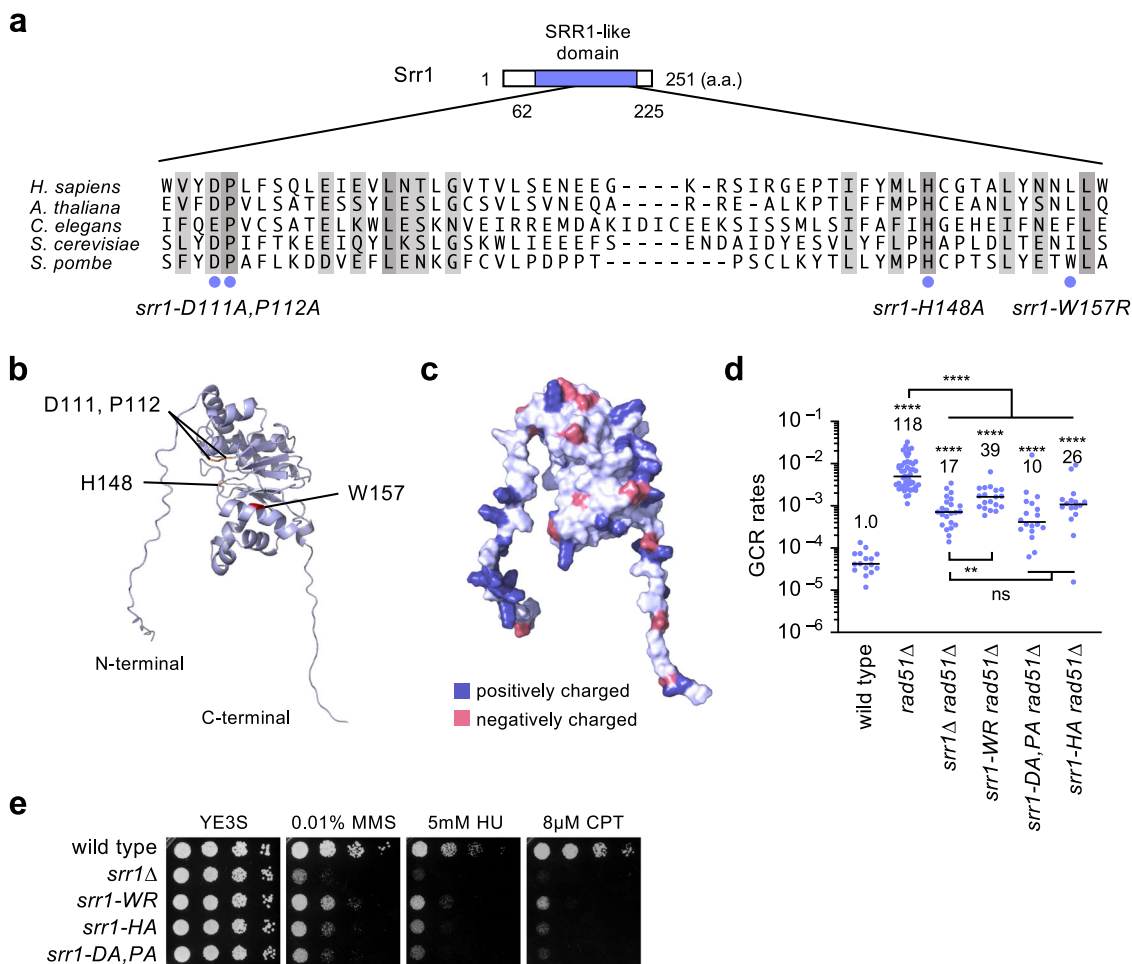 a
SRR1-like
domain
Srr1
1
251 (a.a.)
62
225
H. sapiens WVYDPLFSQLEIEVLNTLGVTVLSENEEG----K-RSIRGEPTIFYMLHCGTALYNNLLW
A. thaliana EVFDPVLSATESSYLESLGCSVLSVNEQA----R-RE-ALKPTLFFMPHCEANLYSNLLQ
C. elegans IFQEPVCSATELKWLEKLNVEIRREMDAKIDICEEKSISSMLSIFAFIHGEHEHFENFLE
S. cerevisiae SLYDPIFTKEEIQYLKSLGSKWLIEEEFS----ENDAIDYESVLYFLPHAPLDLTENILS
S. pombe SFYDPAFLKDDVEFLENKGFCVLPDPPT-------PSCLKYTLLYMPHCPTSLYETWLA
srr1-D111A,P112A
srr1-H148A
srr1-W157R
b
D111, P112
H148
W157
N-terminal
C-terminal
c
positively charged
negatively charged
d
GCR rates
10−1
10−2
10−3
10−4
10−5
10−6
****
1.0
****
118
****
17
****
39
****
10
****
26
**
ns
wild type
rad51Δ
srr1Δ rad51Δ
srr1-WR rad51Δ
srr1-DA,PA rad51Δ
srr1-HA rad51Δ
e
YE3S
0.01% MMS
5mM HU
8μM CPT
wild type
srr1Δ
srr1-WR
srr1-HA
srr1-DA,PA